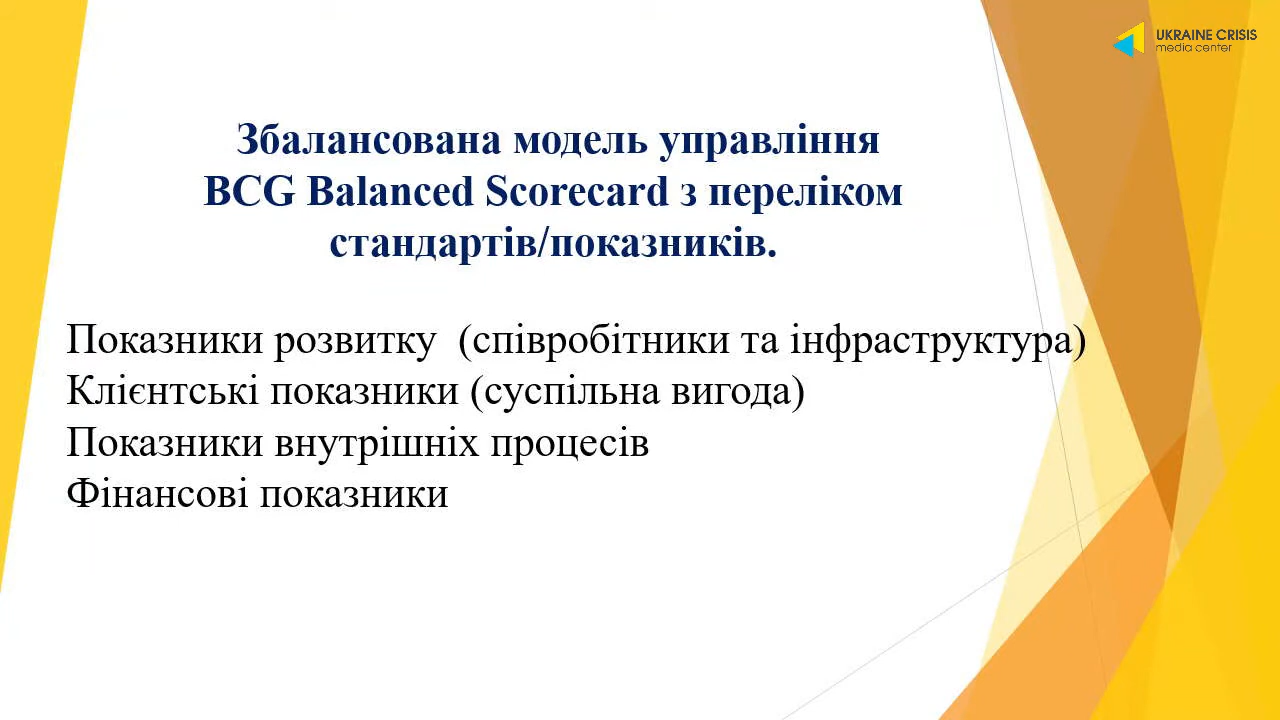 UKRAINE CRISIS
media center
Збалансована модель управління
BCG Balanced Scorecard з переліком
стандартів/показників.
Показники розвитку (співробітники та інфраструктура)
Клієнтські показники (суспільна вигода)
Показники внутрішніх процесів
Фінансові показники